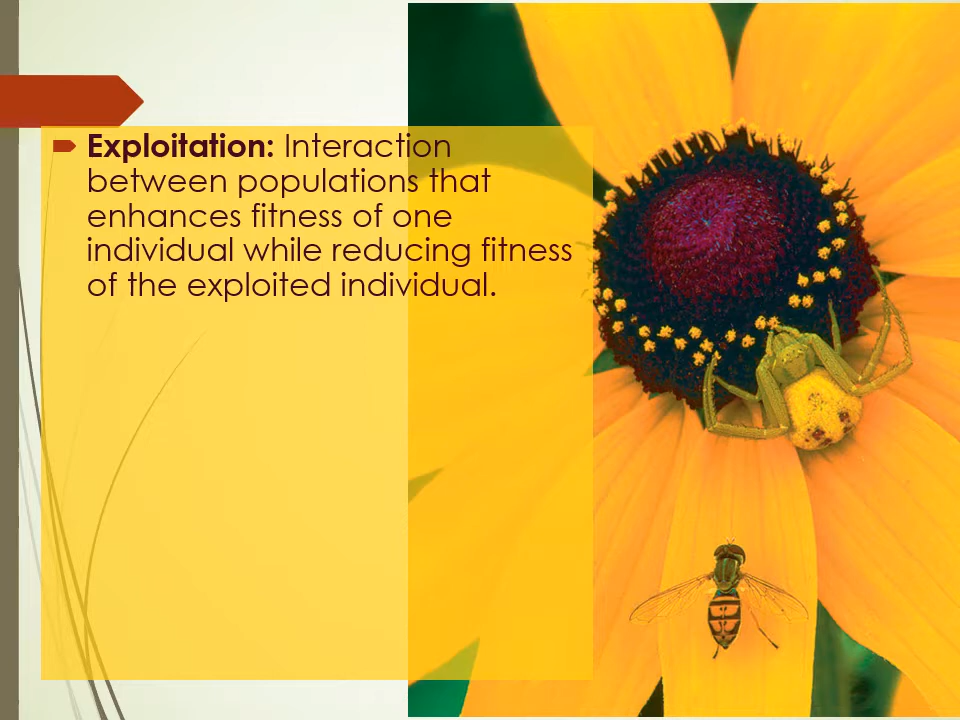 Exploitation: Interaction
between populations that
enhances fitness of one
individual while reducing fitness
of the exploited individual.